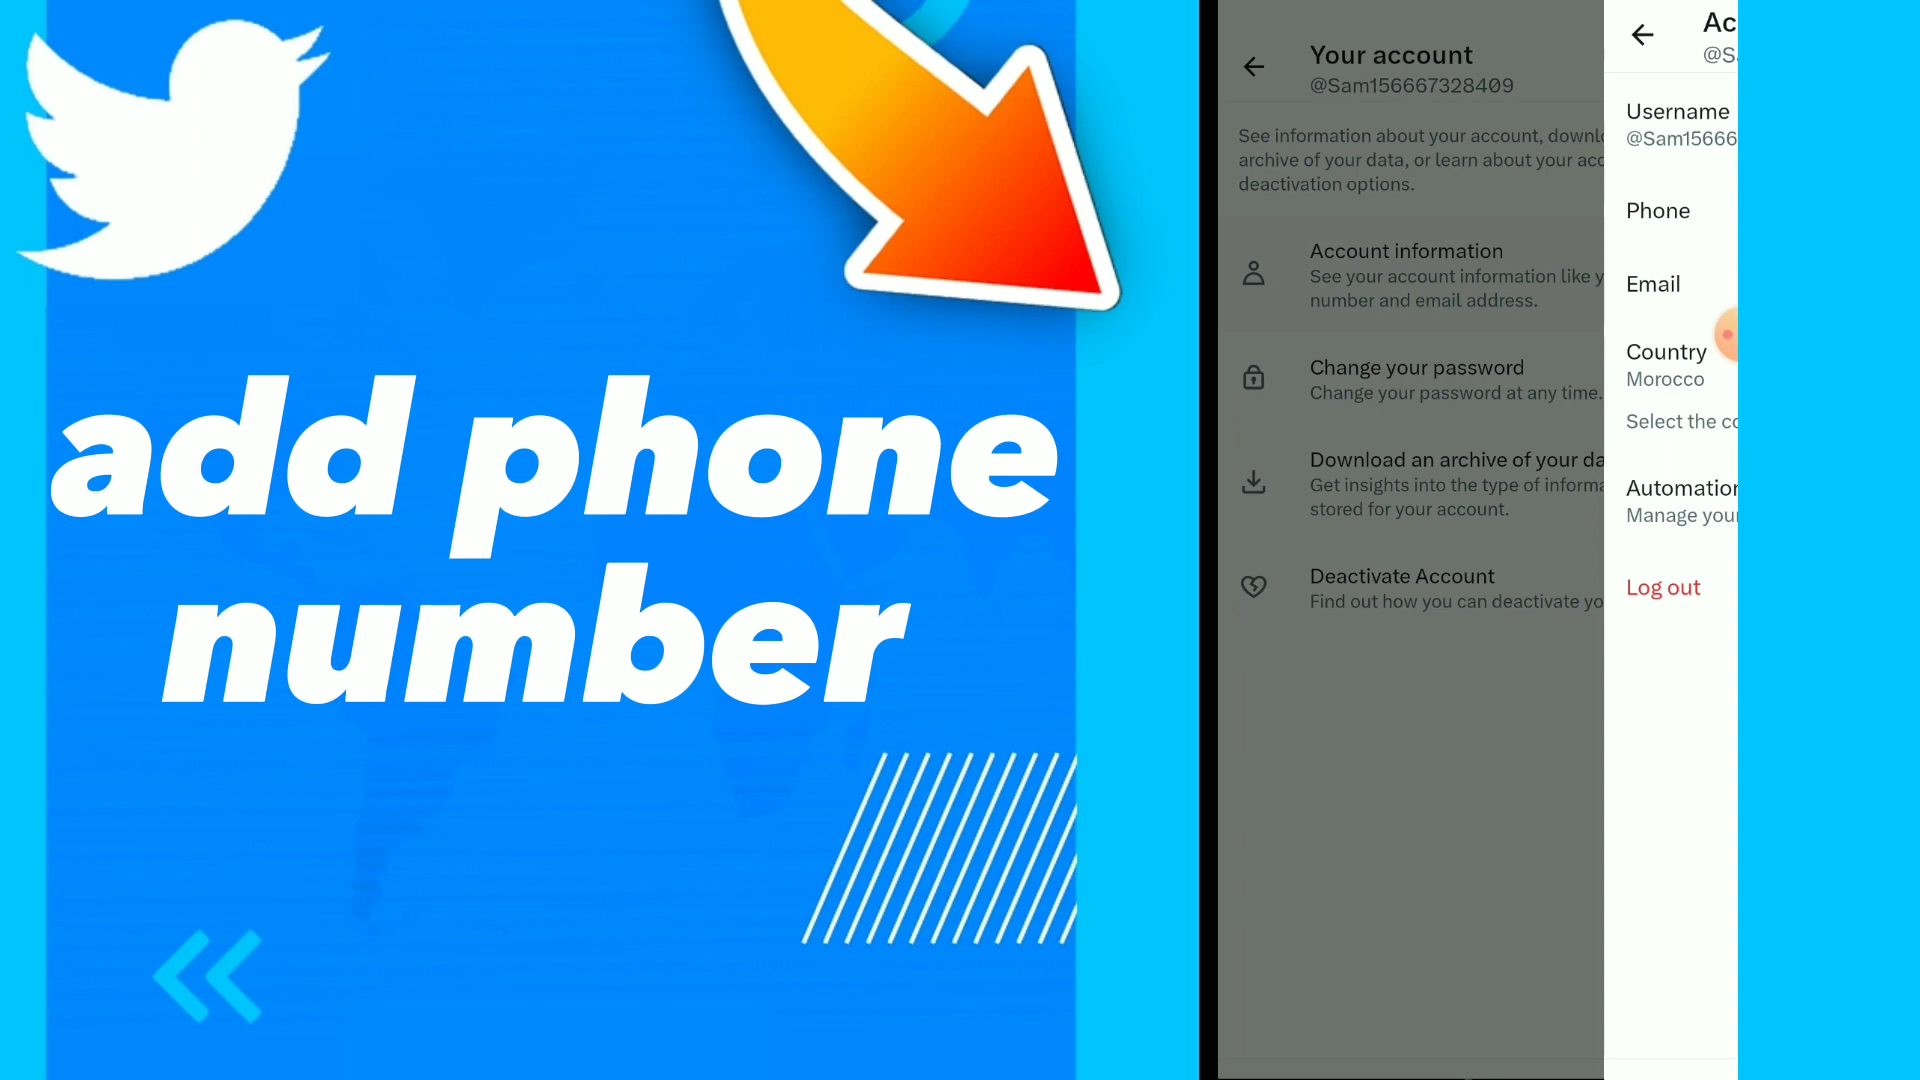 add phone
number
Your account
@Sam156667328409
See information about your account, downl
archive of your data, or learn about your acc
deactivation options.
Account information
See your account information like y
number and email address.
Change your password
Change your password at any time.
Download an archive of your da
Get insights into the type of informa
stored for your account.
Deactivate Account
Find out how you can deactivate yo
Ac
@S
Username
@Sam15666
Phone
Email
Country
Morocco
Select the co
Automation
Manage your
Log out